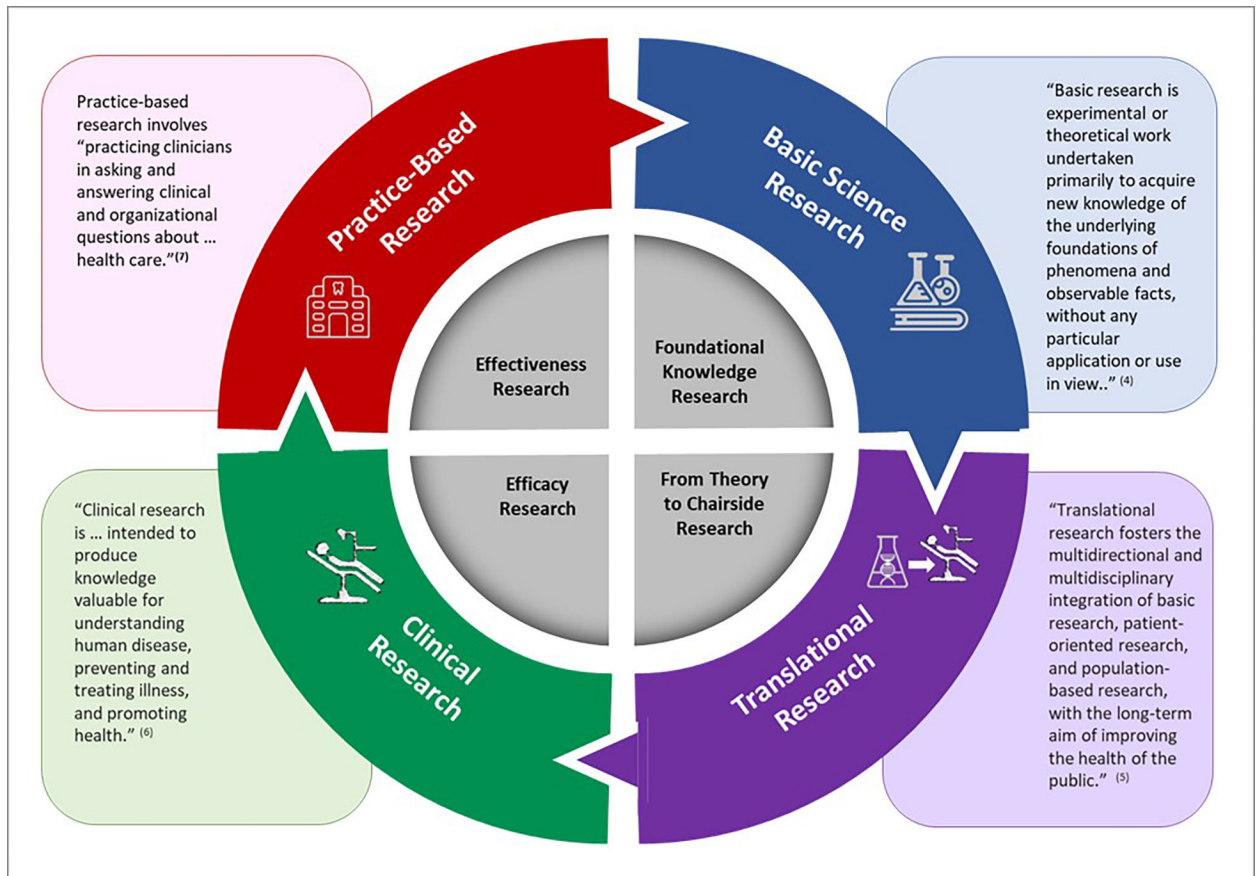 Practice-based
research involves
“practicing clinicians
in asking and
answering clinical
and organizational
questions about …
health care.”(7)
Practice-Based
Research
Basic Science
Research
“Basic research is
experimental or
theoretical work
undertaken
primarily to acquire
new knowledge of
the underlying
foundations of
phenomena and
observable facts,
without any
particular
application or use
in view..” (4)
Effectiveness
Research
Foundational
Knowledge
Research
Efficacy
Research
From Theory
to Chairside
Research
“Clinical research
is … intended to
produce
knowledge
valuable for
understanding
human disease,
preventing and
treating illness,
and promoting
health.” (6)
Clinical
Research
Translational
Research
“Translational
research fosters the
multidirectional and
multidisciplinary
integration of basic
research, patient-
oriented research,
and population-
based research,
with the long-term
aim of improving
the health of the
public.” (5)